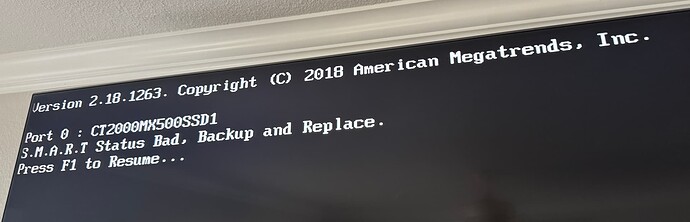 Version 2.18.1263. Copyright (C) 2018 American Megatrends, Inc.
Port 0 : CT2000MX500SSD1
S.M.A.R.T Status Bad, Backup and Replace.
Press F1 to Resume...